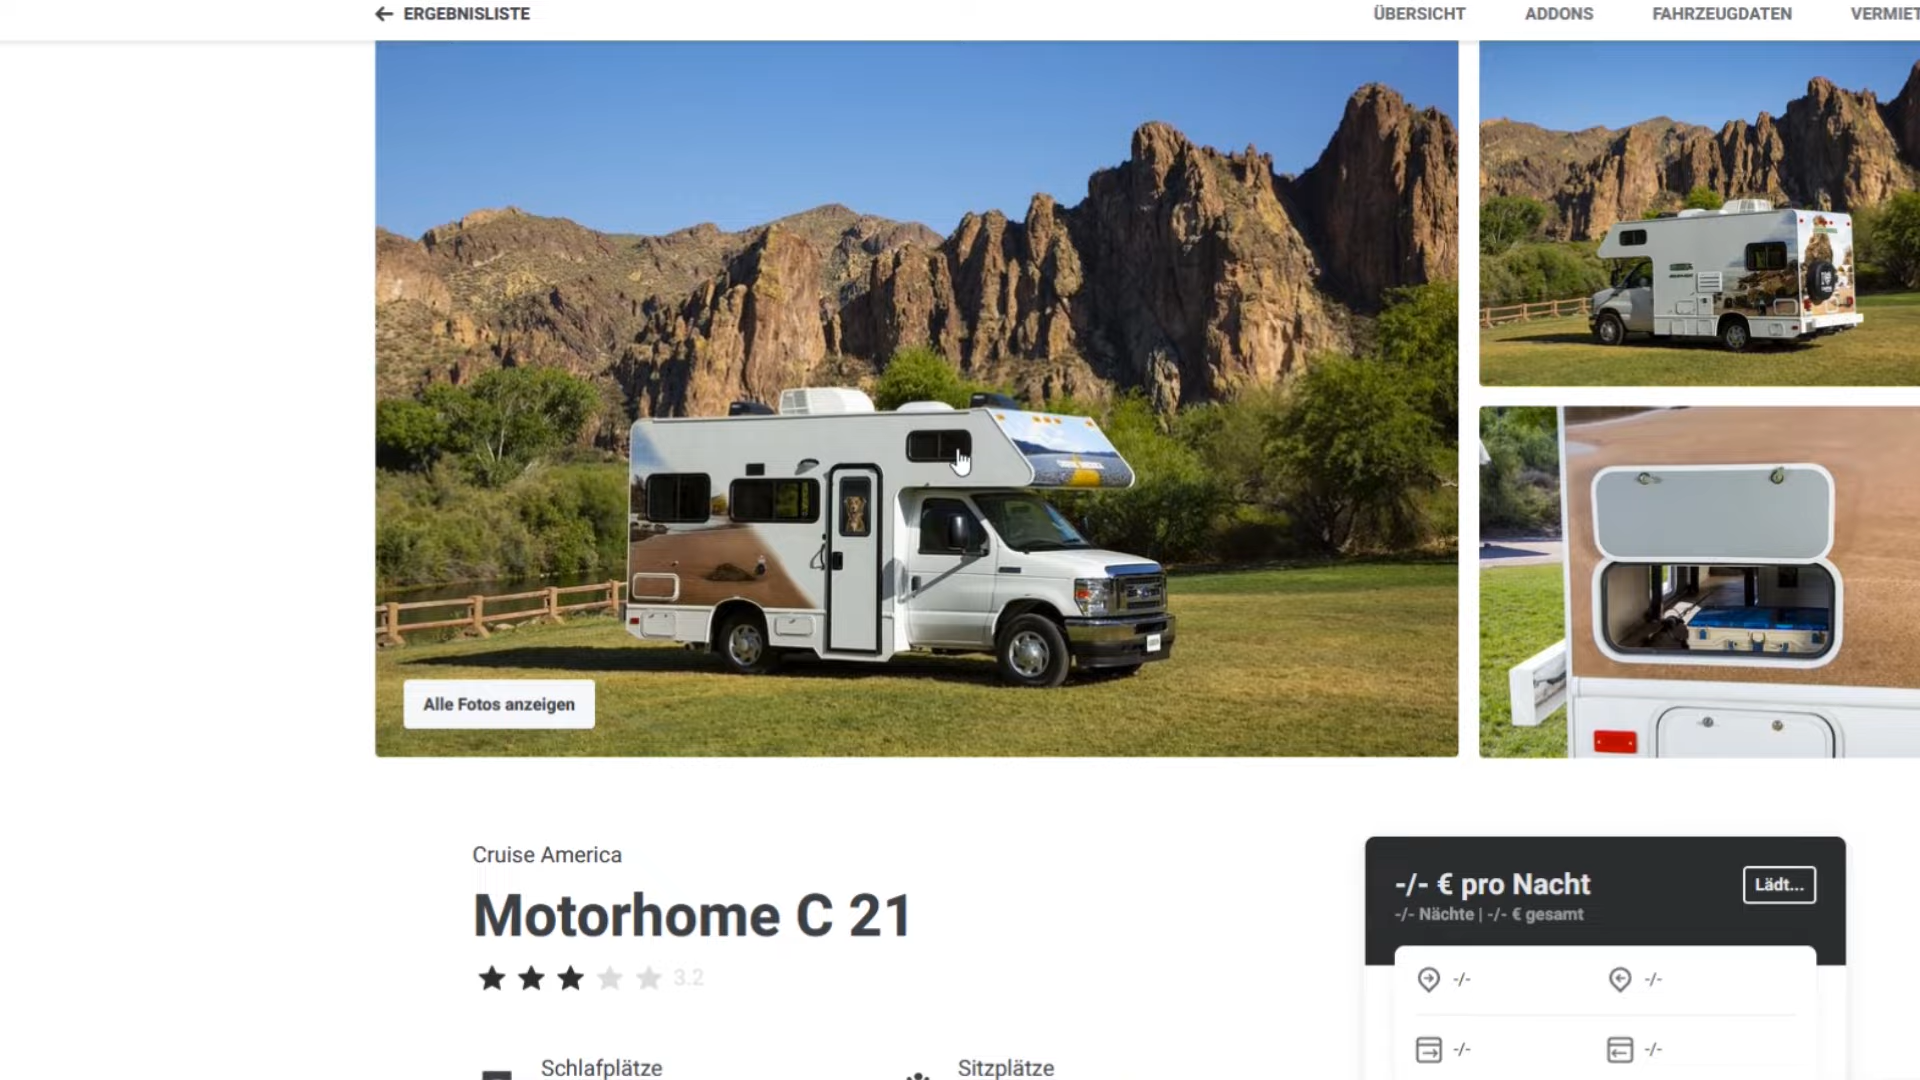 ERGEBNISLISTE
ÜBERSICHT ADDONS FAHRZEUGDATEN VERMIET
Alle Fotos anzeigen
Cruise America
Motorhome C 21
3.2
Schlafplätze Sitzplätze
-/- € pro Nacht
Lädt...
-/- Nächte | -/- € gesamt
-/- -/-
-/- -/-